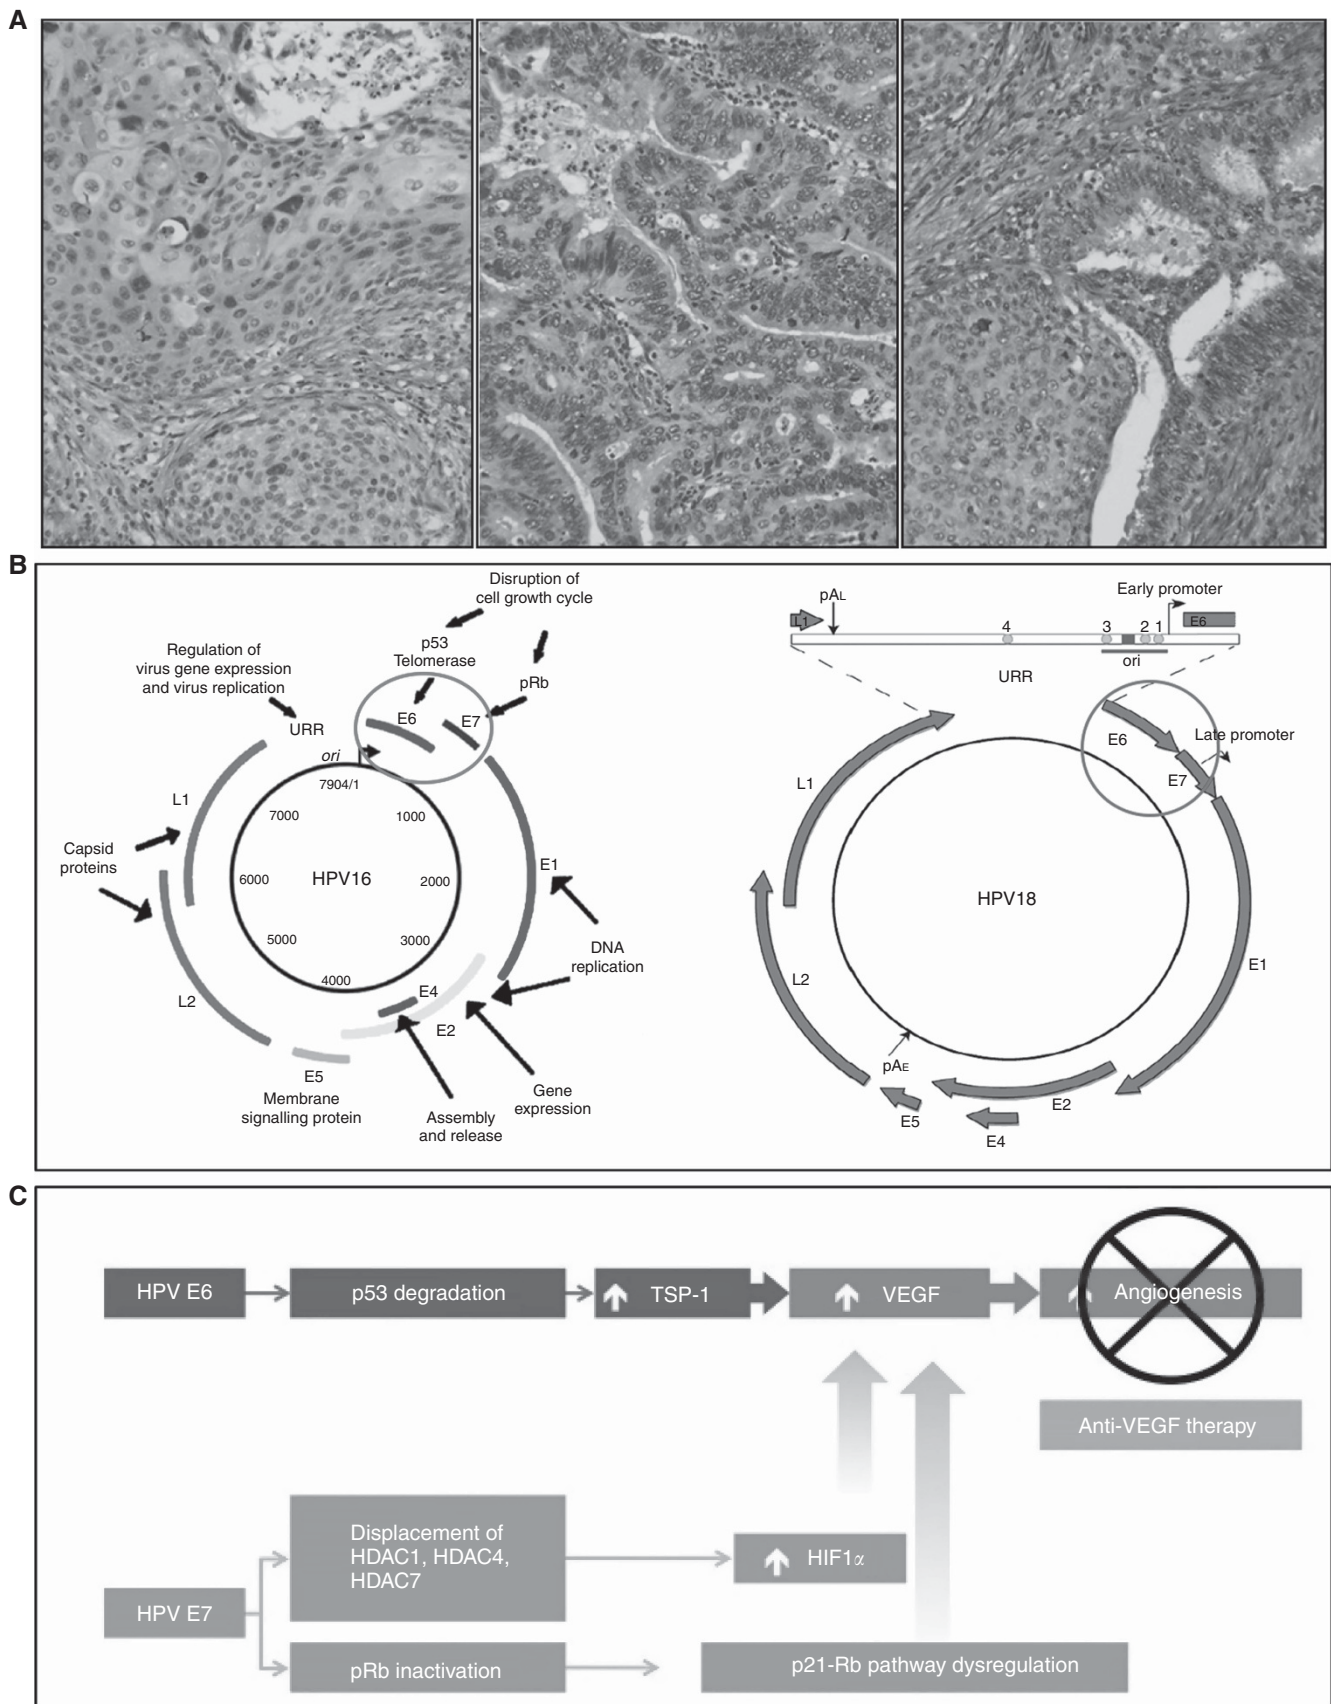 A
B
Disruption of
cell growth cycle
p53
Telomerase
pRb
Regulation of
virus gene expression
and virus replication
URR
E6
E7
ori
7904/1
1000
2000
3000
4000
5000
6000
7000
HPV16
L1
Capsid
proteins
L2
E1
DNA
replication
E4
E2
E5
Membrane
signalling protein
Assembly
and release
Gene
expression
L1
pAL
4
3
2
1
Early promoter
E6
ori
URR
E6
Late promoter
E7
L1
HPV18
L2
E1
pAE
E5
E4
E2
C
HPV E6
p53 degradation
TSP-1
VEGF
Angiogenesis
Anti-VEGF therapy
Displacement of
HDAC1, HDAC4,
HDAC7
HIF1α
HPV E7
pRb inactivation
p21-Rb pathway dysregulation